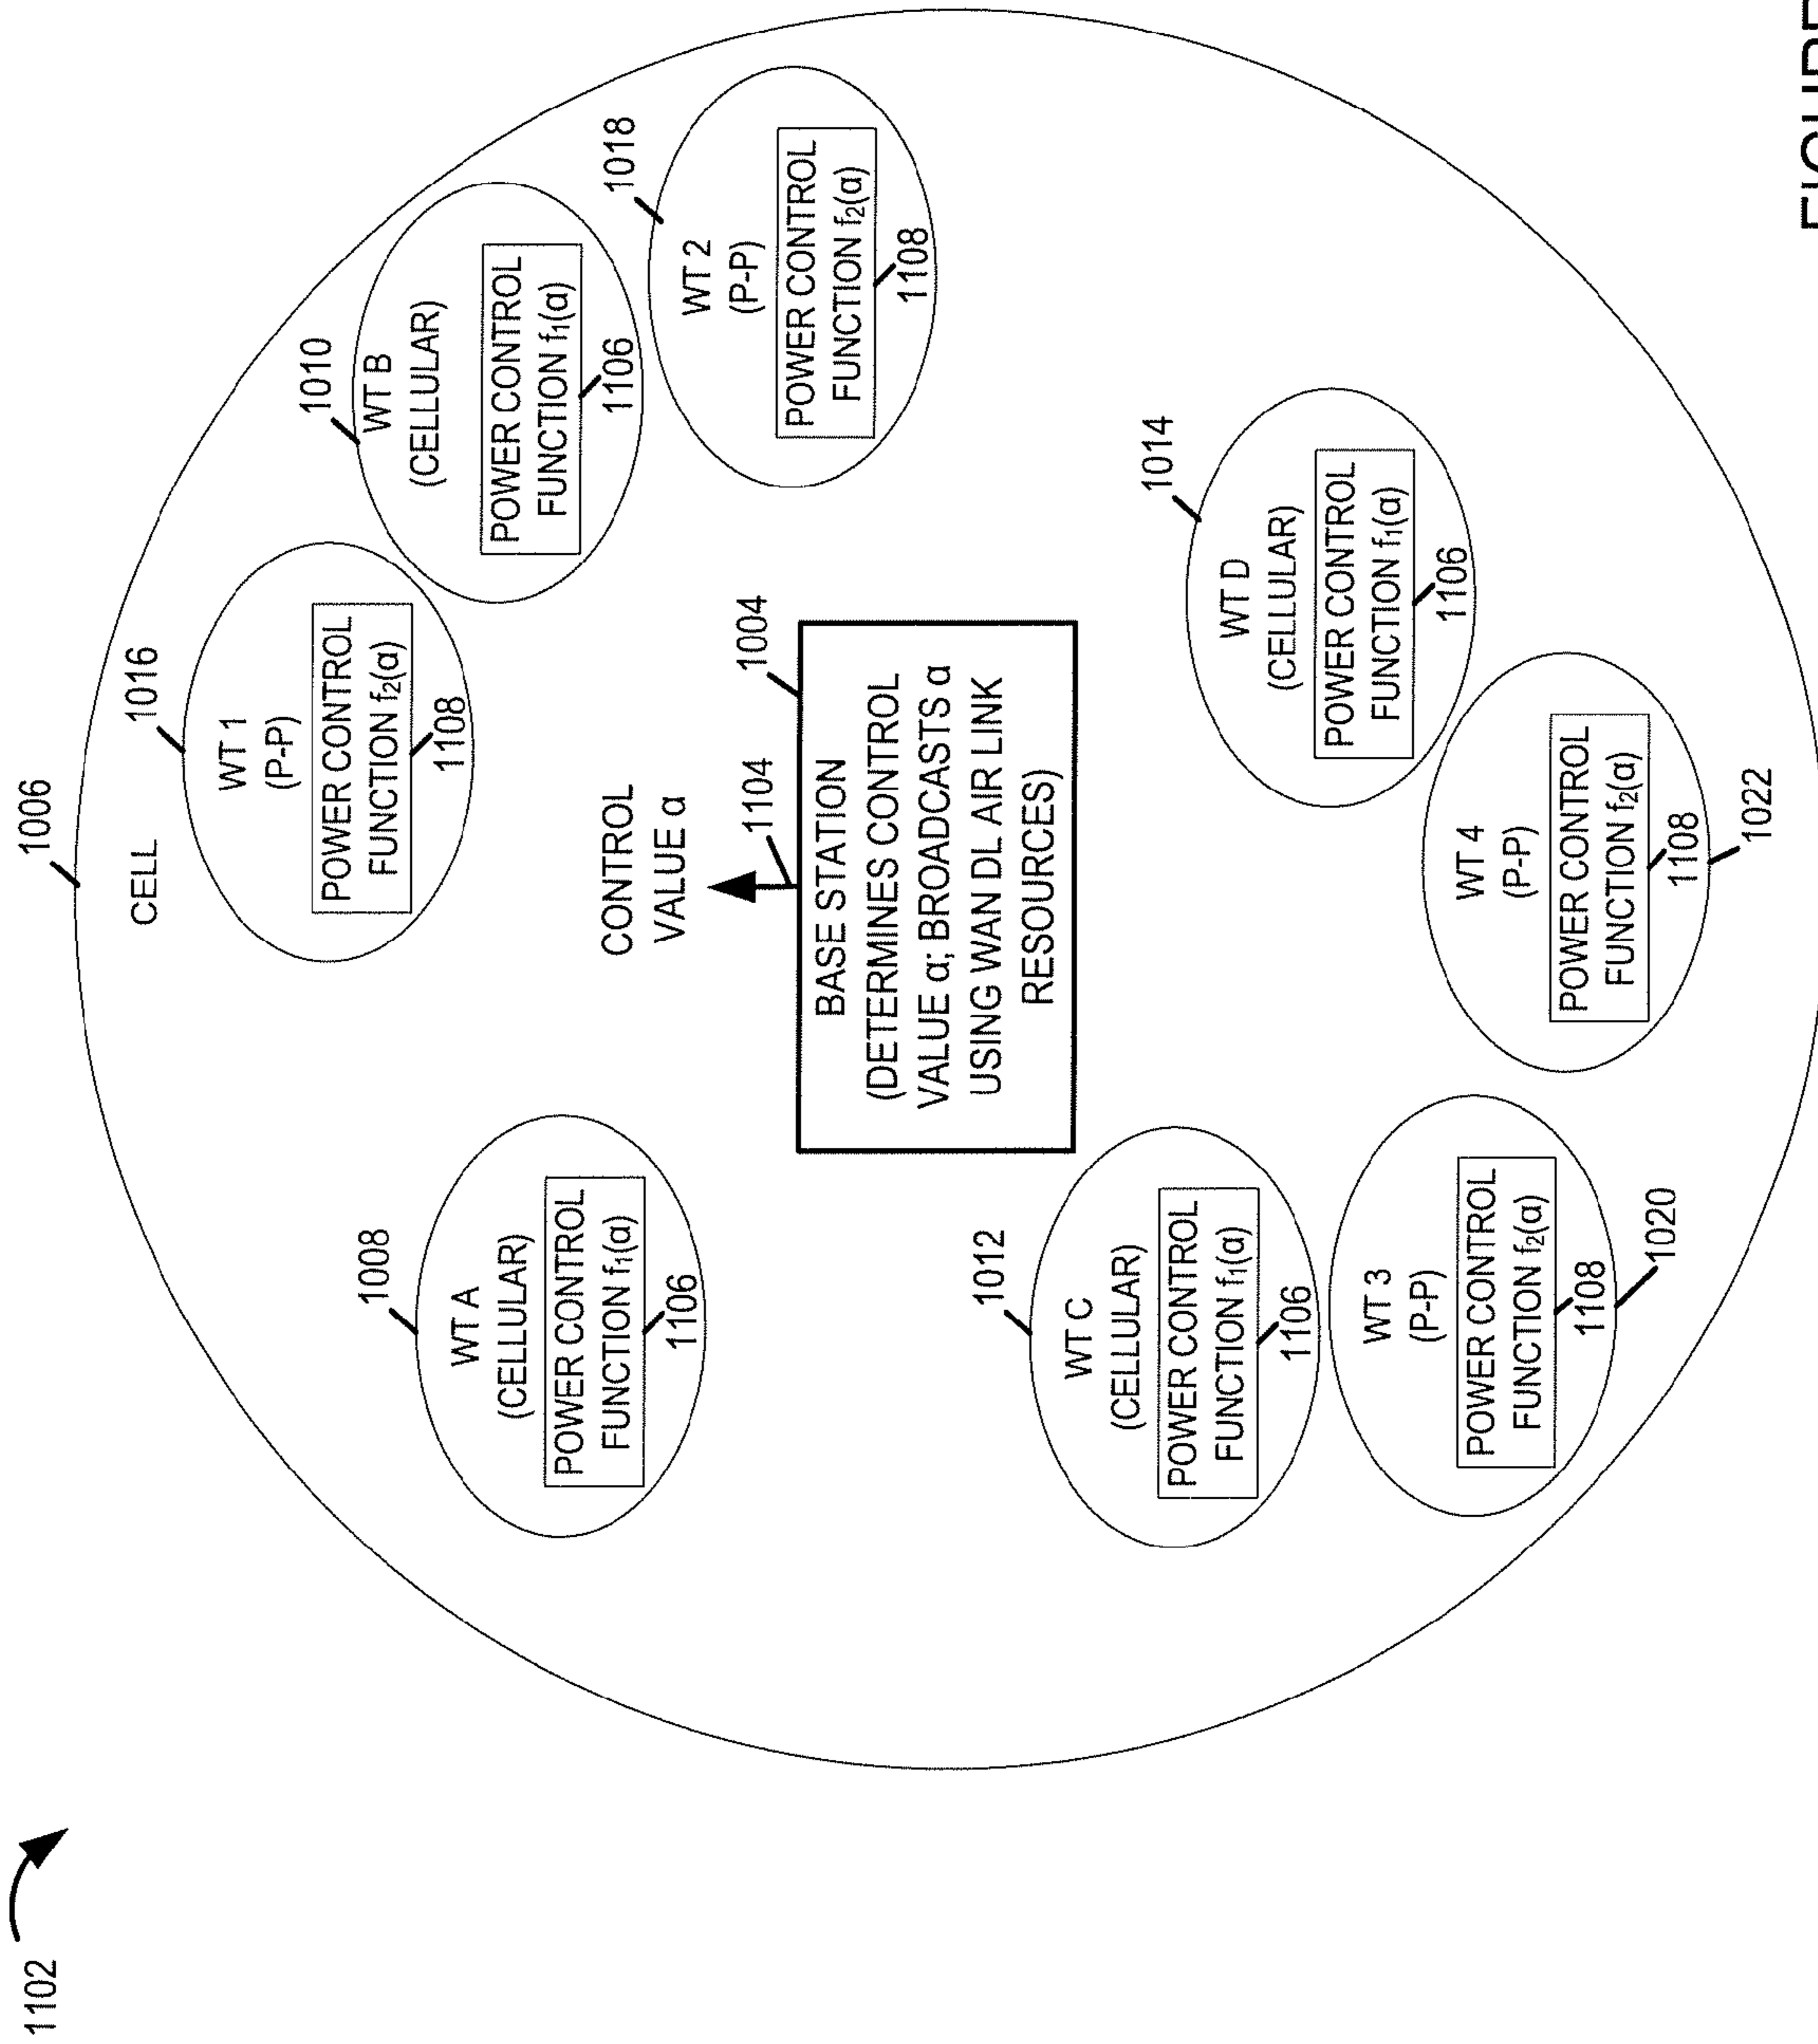 1102
1006
CELL
1016
WT 1
(P-P)
POWER CONTROL
FUNCTION f₂(α)
1108
1010
WT B
(CELLULAR)
POWER CONTROL
FUNCTION f₁(α)
1106
1018
WT 2
(P-P)
POWER CONTROL
FUNCTION f₂(α)
1108
1008
WT A
(CELLULAR)
POWER CONTROL
FUNCTION f₁(α)
1106
CONTROL
VALUE α
1104
1004
BASE STATION
(DETERMINES CONTROL
VALUE α; BROADCASTS α
USING WAN DL AIR LINK
RESOURCES)
1012
WT C
(CELLULAR)
POWER CONTROL
FUNCTION f₁(α)
1106
1014
WT D
(CELLULAR)
POWER CONTROL
FUNCTION f₁(α)
1106
WT 3
(P-P)
POWER CONTROL
FUNCTION f₂(α)
1108
1020
WT 4
(P-P)
POWER CONTROL
FUNCTION f₂(α)
1108
1022
FIGURE